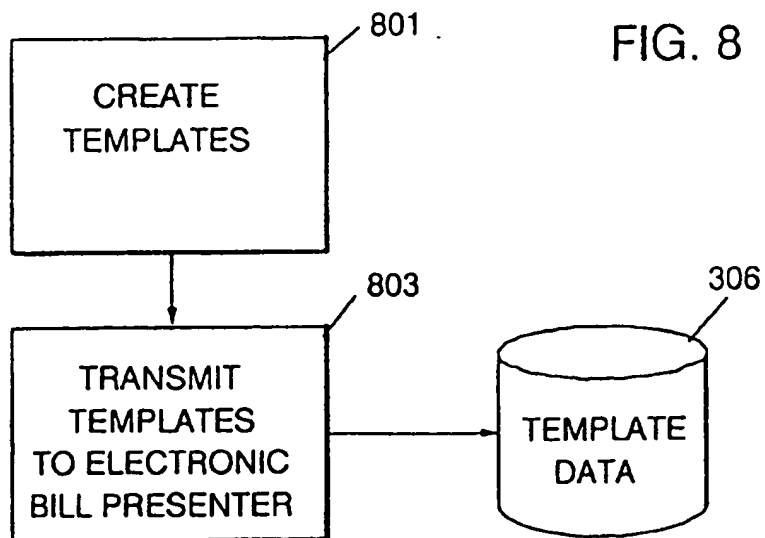 801
FIG. 8
CREATE
TEMPLATES
803
306
TRANSMIT
TEMPLATES
TO ELECTRONIC
BILL PRESENTER
TEMPLATE
DATA